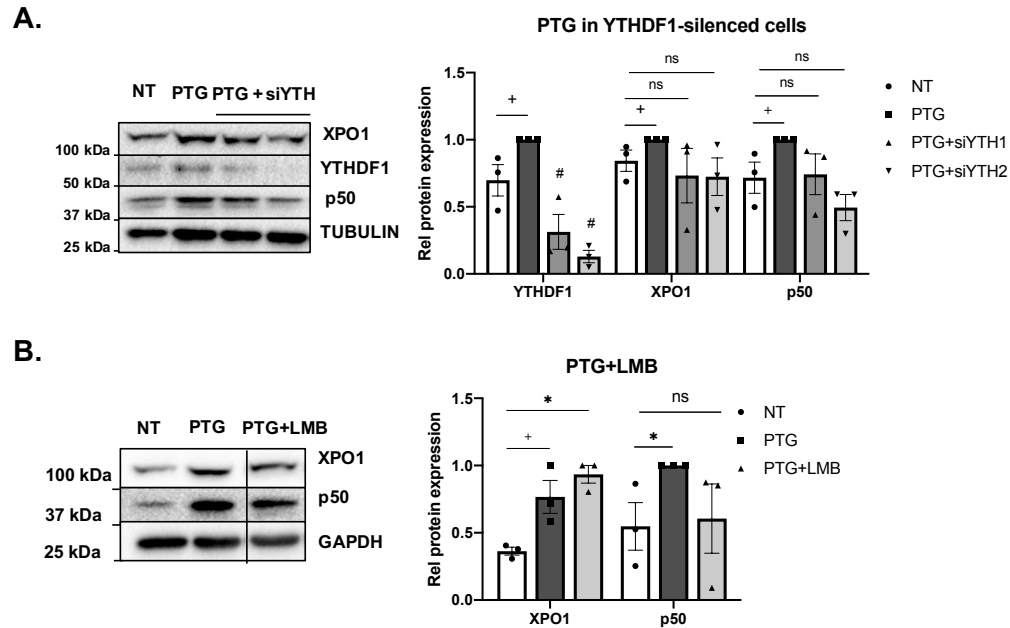 A.
PTG in YTHDF1-silenced cells
NT PTG PTG + siYTH
XPO1
100 kDa
YTHDF1
50 kDa
p50
37 kDa
TUBULIN
25 kDa
Rel protein expression
1.5
1.0
0.5
0.0
+
#
#
ns
ns
+
ns
ns
+
YTHDF1 XPO1 p50
NT
PTG
PTG+siYTH1
PTG+siYTH2
B.
PTG+LMB
NT PTG PTG+LMB
XPO1
100 kDa
p50
37 kDa
GAPDH
25 kDa
Rel protein expression
1.5
1.0
0.5
0.0
*
+
ns
*
XPO1 p50
NT
PTG
PTG+LMB